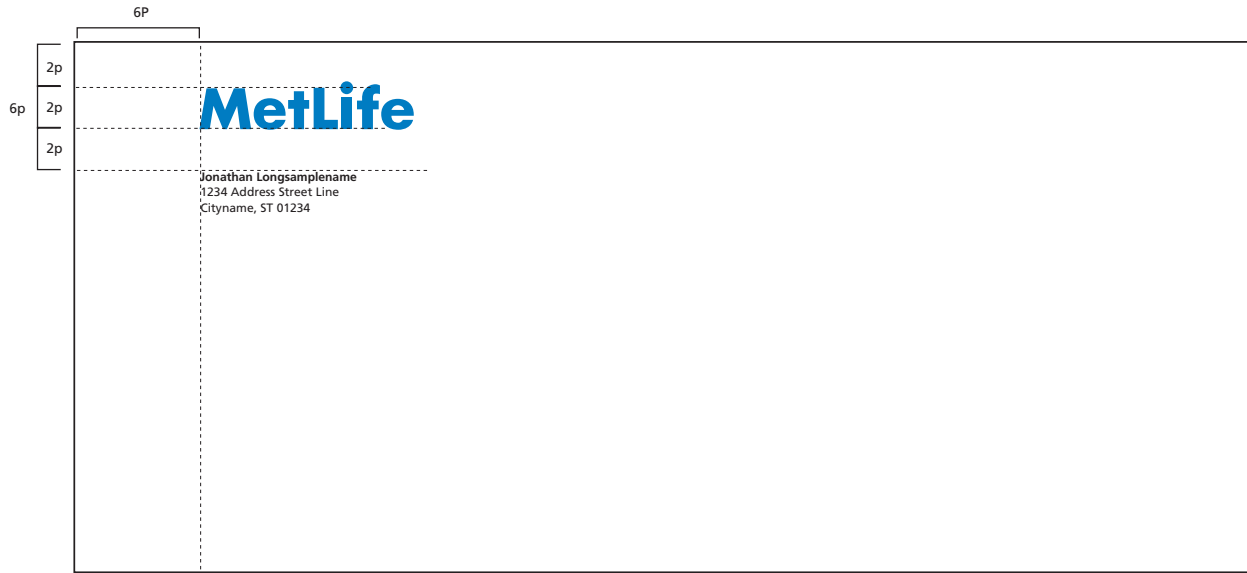 6P
2p
6p
2p
2p
MetLife
Jonathan Longsamplename
1234 Address Street Line
Cityname, ST 01234